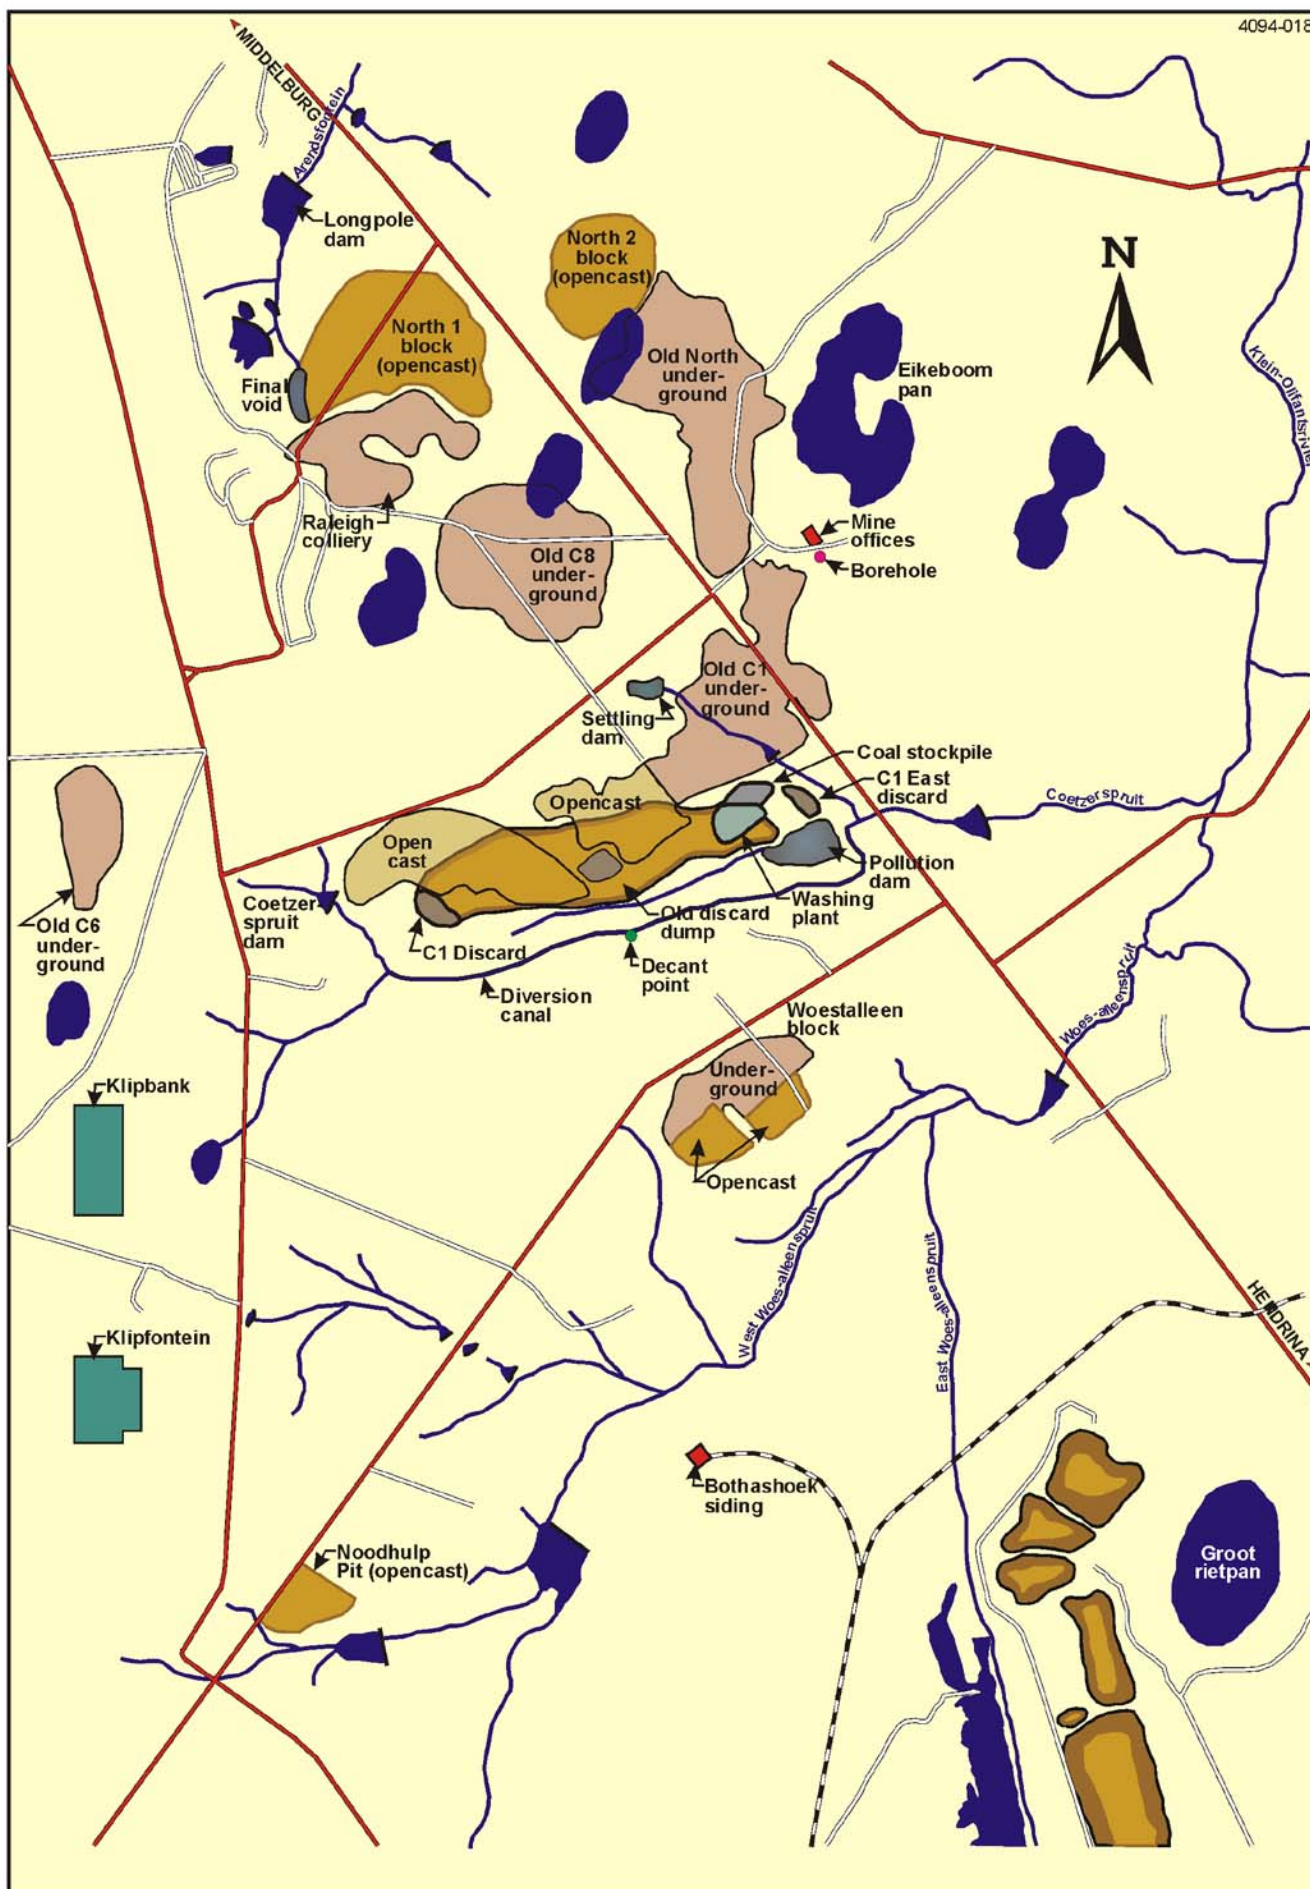 4094-018
MIDDELBURG
Arendsfontein
Longpole
dam
North 2
block
(opencast)
N
North 1
block
(opencast)
Final
void
Old North
under-
ground
Eikeboom
pan
Klein-Olifantsrivier
Raleigh
colliery
Old C8
under-
ground
Mine
offices
Borehole
Old C1
under-
ground
Settling
dam
Coal stockpile
C1 East
discard
Coetzerspruit
Opencast
Open
cast
Pollution
dam
Coetzer-
spruit
dam
Old C6
under-
ground
Washing
plant
Old discard
dump
C1 Discard
Decant
point
Diversion
canal
Woes-alleenspruit
Woestalleen
block
Under-
ground
Klipbank
Opencast
West Woes-alleenspruit
East Woes-alleenspruit
HENDRINA
Klipfontein
Bothashoek
siding
Noodhulp
Pit (opencast)
Groot
rietpan